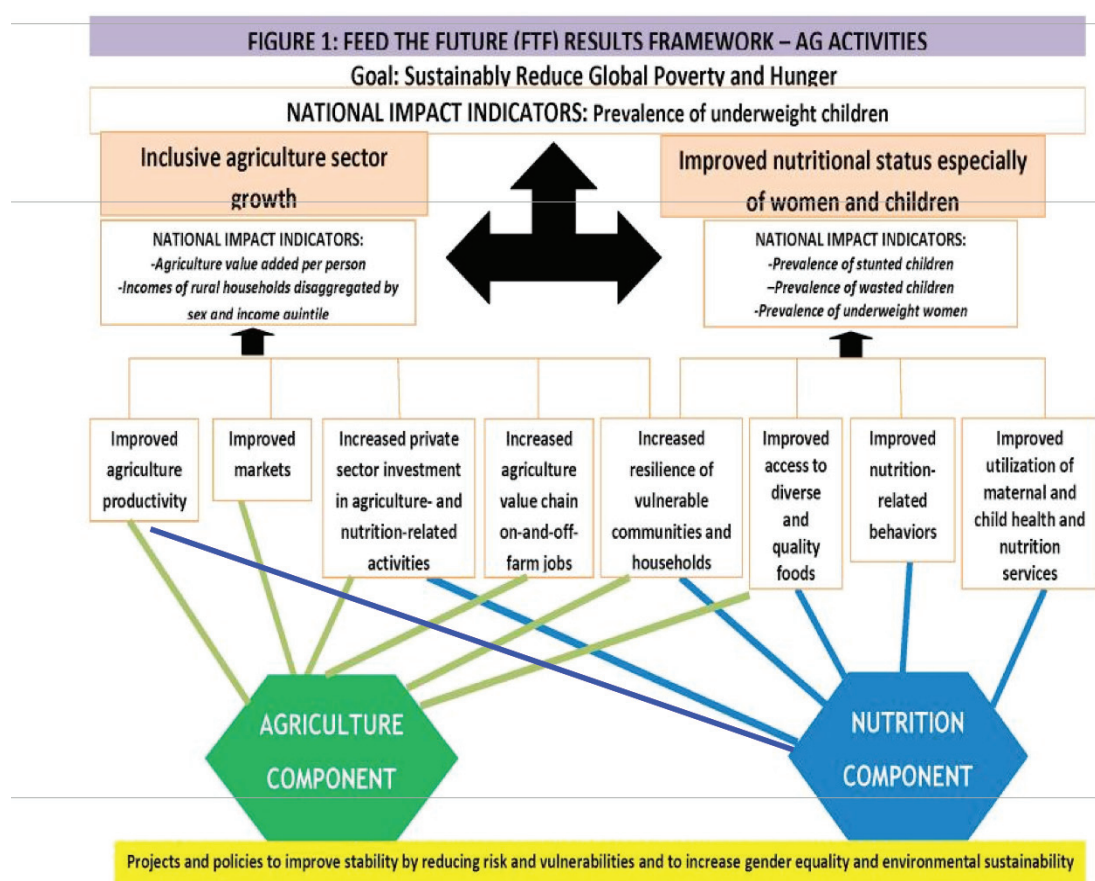 FIGURE 1: FEED THE FUTURE (FTF) RESULTS FRAMEWORK – AG ACTIVITIES
Goal: Sustainably Reduce Global Poverty and Hunger
NATIONAL IMPACT INDICATORS: Prevalence of underweight children
Inclusive agriculture sector
growth
Improved nutritional status especially
of women and children
NATIONAL IMPACT INDICATORS:
-Agriculture value added per person
-Incomes of rural households disaggregated by
sex and income auintile
NATIONAL IMPACT INDICATORS:
-Prevalence of stunted children
–Prevalence of wasted children
-Prevalence of underweight women
Improved
agriculture
productivity
Improved
markets
Increased private
sector investment
in agriculture- and
nutrition-related
activities
Increased
agriculture
value chain
on-and-off-
farm jobs
Increased
resilience of
vulnerable
communities and
households
Improved
access to
diverse
and
quality
foods
Improved
nutrition-
related
behaviors
Improved
utilization of
maternal and
child health and
nutrition
services
AGRICULTURE
COMPONENT
NUTRITION
COMPONENT
Projects and policies to improve stability by reducing risk and vulnerabilities and to increase gender equality and environmental sustainability